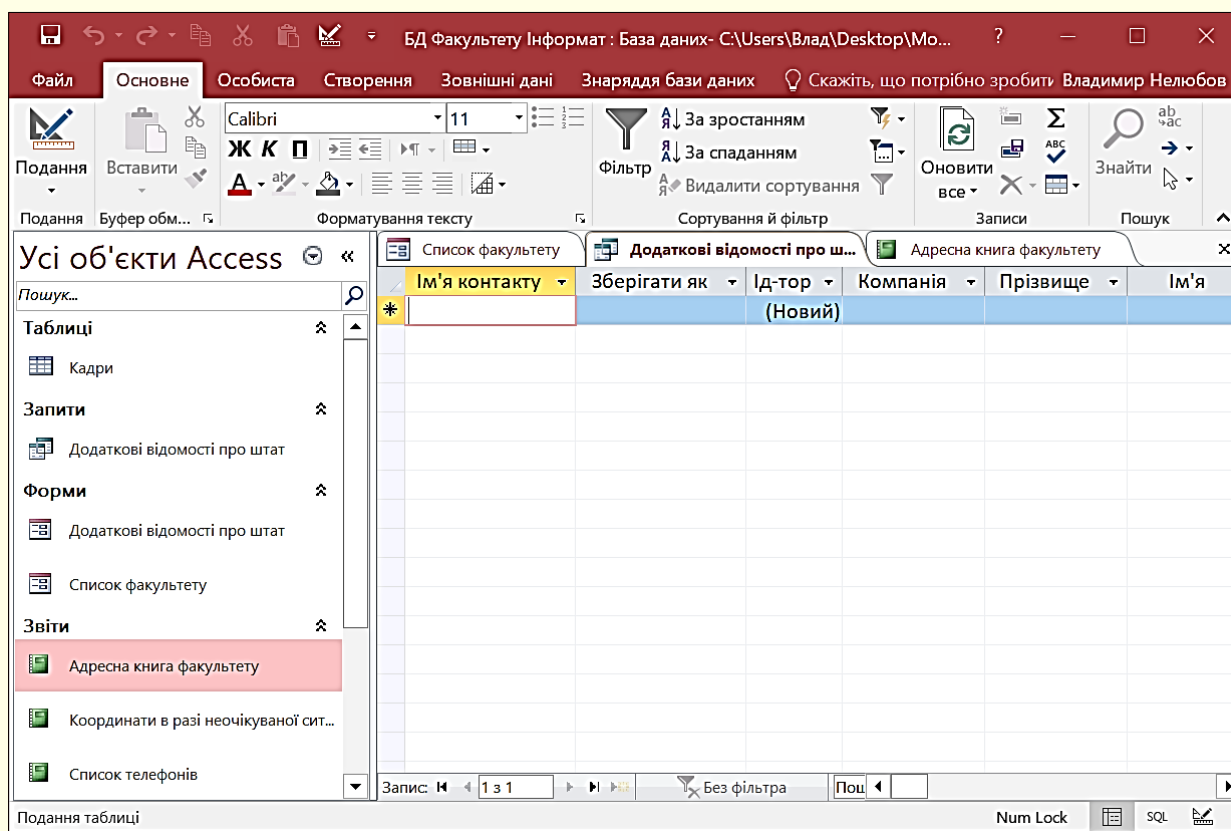 БД Факультету Інформат : База даних- C:\Users\Влад\Desktop\Mo... ?
Файл Основне Особиста Створення Зовнішні дані Знаряддя бази даних Скажіть, що потрібно зробити Владимир Нелюбов
Подання
Вставити
Calibri 11
Ж К П
A ab
Фільтр
За зростанням
За спаданням
Видалити сортування
Оновити все
Σ
ABC
Знайти
ab ac
Подання Буфер обм... Форматування тексту Сортування й фільтр Записи Пошук
Усі об'єкти Access «
Пошук...
Таблиці
Кадри
Запити
Додаткові відомості про штат
Форми
Додаткові відомості про штат
Список факультету
Звіти
Адресна книга факультету
Координати в разі неочікуваної сит...
Список телефонів
Список факультету Додаткові відомості про ш... Адресна книга факультету
Ім'я контакту Зберігати як Ід-тор Компанія Прізвище Ім'я
(Новий)
Запис: 1 з 1 Без фільтра Пош
Подання таблиці Num Lock SQL